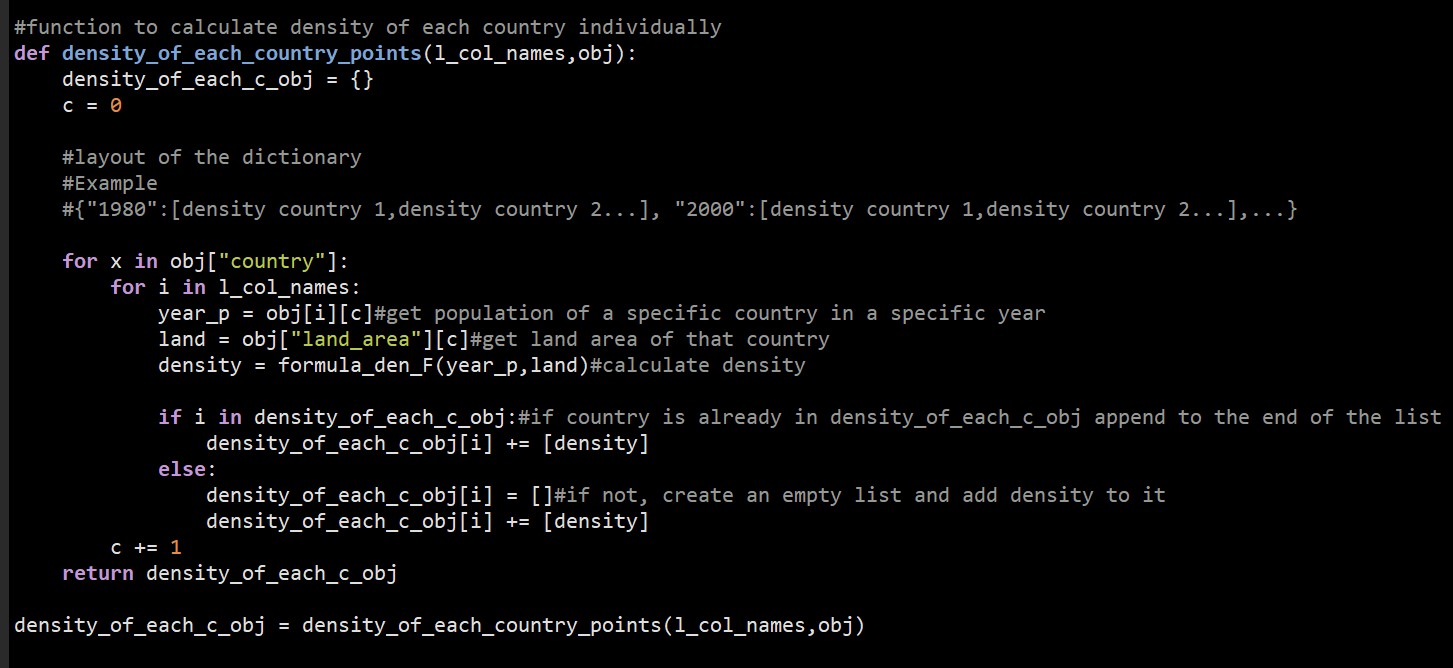 #function to calculate density of each country individually
def density_of_each_country_points(l_col_names,obj):
    density_of_each_c_obj = {}
    c = 0

    #layout of the dictionary
    #Example
    #{"1980":[density country 1,density country 2...], "2000":[density country 1,density country 2...],...}

    for x in obj["country"]:
        for i in l_col_names:
            year_p = obj[i][c]#get population of a specific country in a specific year
            land = obj["land_area"][c]#get land area of that country
            density = formula_den_F(year_p,land)#calculate density

            if i in density_of_each_c_obj:#if country is already in density_of_each_c_obj append to the end of the list
                density_of_each_c_obj[i] += [density]
            else:
                density_of_each_c_obj[i] = []#if not, create an empty list and add density to it
                density_of_each_c_obj[i] += [density]
        c += 1
    return density_of_each_c_obj

density_of_each_c_obj = density_of_each_country_points(l_col_names,obj)